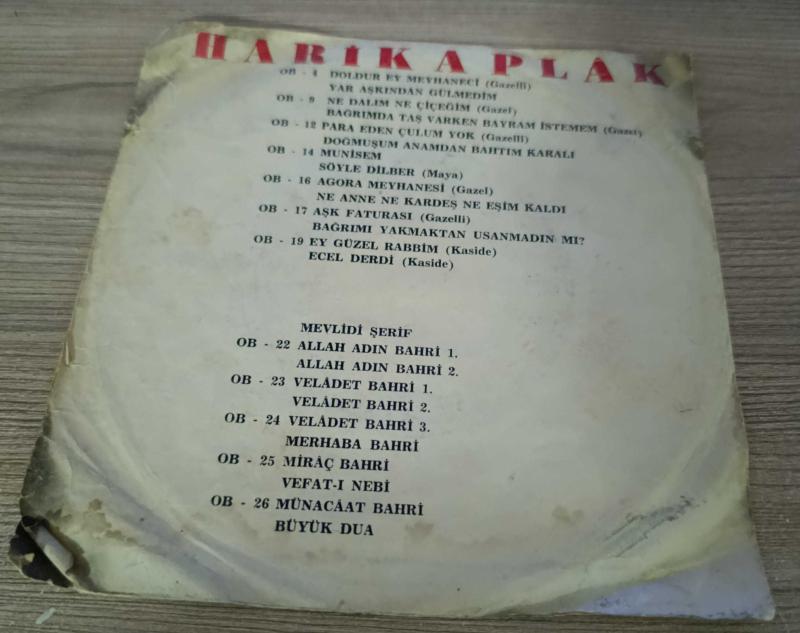 HARİKA PLÂK
OB - 4 DOLDUR EY MEYHANECİ (Gazelli)
YAR AŞKINDAN GÜLMEDİM
OB - 9 NE DALIM NE ÇİÇEĞİM (Gazel)
BAĞRIMDA TAŞ VARKEN BAYRAM İSTEMEM (Gazel)
OB - 12 PARA EDEN ÇULUM YOK (Gazelli)
DOĞMUŞUM ANAMDAN BAHTIM KARALI
OB - 14 MUNİSEM
SÖYLE DİLBER (Maya)
OB - 16 AGORA MEYHANESİ (Gazel)
NE ANNE NE KARDEŞ NE EŞİM KALDI
OB - 17 AŞK FATURASI (Gazelli)
BAĞRIMI YAKMAKTAN USANMADIN MI?
OB - 19 EY GÜZEL RABBİM (Kaside)
ECEL DERDİ (Kaside)
MEVLİDİ ŞERİF
OB - 22 ALLAH ADIN BAHRİ 1.
ALLAH ADIN BAHRİ 2.
OB - 23 VELÂDET BAHRİ 1.
VELÂDET BAHRİ 2.
OB - 24 VELÂDET BAHRİ 3.
MERHABA BAHRİ
OB - 25 MİRÂÇ BAHRİ
VEFAT-I NEBİ
OB - 26 MÜNACÂAT BAHRİ
BÜYÜK DUA